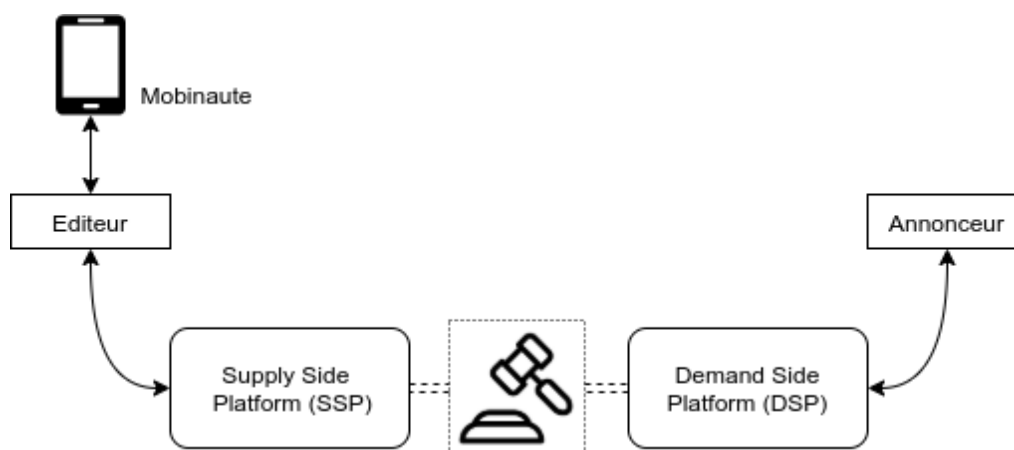 Mobinaute
Editeur
Annonceur
Supply Side
Platform (SSP)
Demand Side
Platform (DSP)